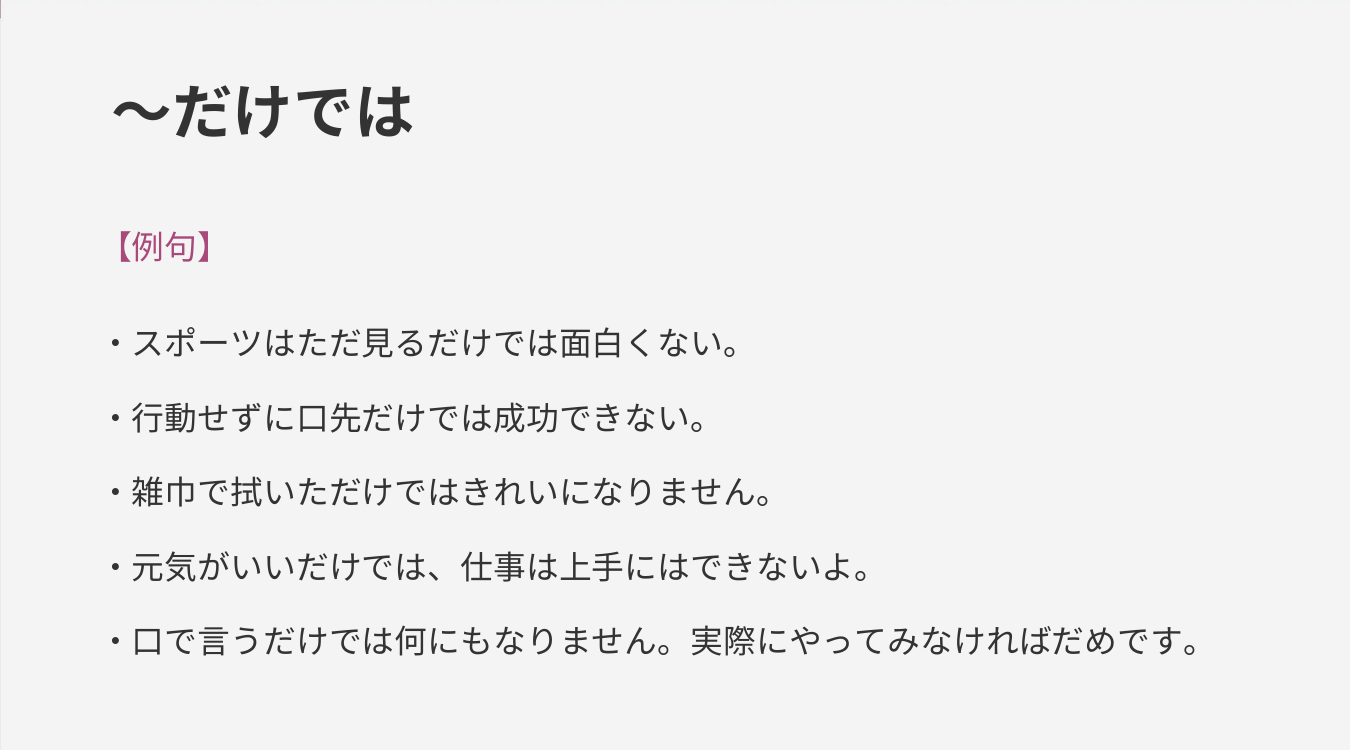 〜だけでは
【例句】
・スポーツはただ見るだけでは面白くない。
・行動せずに口先だけでは成功できない。
・雑巾で拭いただけではきれいになりません。
・元気がいいだけでは、仕事は上手にはできないよ。
・口で言うだけでは何にもなりません。実際にやってみなければだめです。